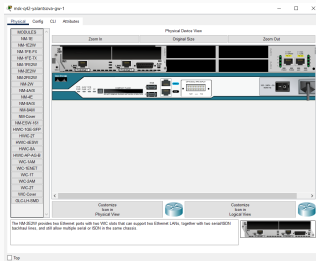 Physical Config CLI Attributes
MODULES
NM-1E
NM-1E2W
NM-1FE-FX
NM-1FE-TX
NM-1FE2W
NM-2E2W
NM-2FE2W
NM-2W
NM-4A/S
NM-4E
NM-8A/S
NM-8AM
NM-Cover
NM-ESW-161
HWIC-1GE-SFP
HWIC-2T
HWIC-4ESW
HWIC-8A
HWIC-AP-AG-B
WIC-1AM
WIC-1ENET
WIC-1T
WIC-2AM
WIC-2T
WIC-Cover
GLC-LH-SMD
Physical Device View
Zoom In Original Size Zoom Out
Customize
Icon in
Physical View
Customize
Icon in
Logical View
The NM-2E2W provides two Ethernet ports with two WIC slots that can support two Ethernet LANs, together with two serial/ISDN
backhaul lines, and still allow multiple serial or ISDN in the same chassis.
Top